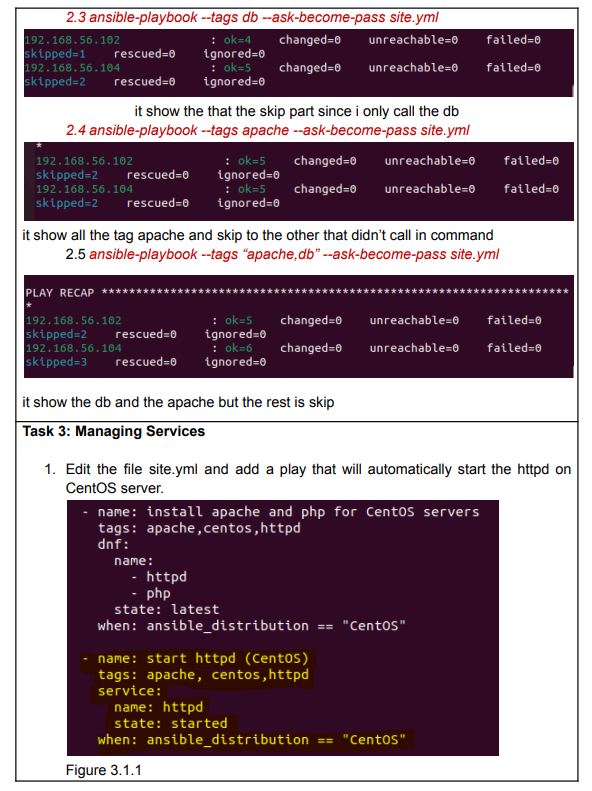 2.3 ansible-playbook --tags db --ask-become-pass site.yml
192.168.56.102 : ok=4 changed=0 unreachable=0 failed=0
skipped=1 rescued=0 ignored=0
192.168.56.104 : ok=5 changed=0 unreachable=0 failed=0
skipped=2 rescued=0 ignored=0
it show the that the skip part since i only call the db
2.4 ansible-playbook --tags apache --ask-become-pass site.yml
*
192.168.56.102 : ok=5 changed=0 unreachable=0 failed=0
skipped=2 rescued=0 ignored=0
192.168.56.104 : ok=5 changed=0 unreachable=0 failed=0
skipped=2 rescued=0 ignored=0
it show all the tag apache and skip to the other that didn’t call in command
2.5 ansible-playbook --tags “apache,db” --ask-become-pass site.yml
PLAY RECAP *********************************************************************
*
192.168.56.102 : ok=5 changed=0 unreachable=0 failed=0
skipped=2 rescued=0 ignored=0
192.168.56.104 : ok=6 changed=0 unreachable=0 failed=0
skipped=3 rescued=0 ignored=0
it show the db and the apache but the rest is skip
Task 3: Managing Services
1. Edit the file site.yml and add a play that will automatically start the httpd on
CentOS server.
- name: install apache and php for CentOS servers
tags: apache,centos,httpd
dnf:
name:
- httpd
- php
state: latest
when: ansible_distribution == "CentOS"
- name: start httpd (CentOS)
tags: apache, centos,httpd
service:
name: httpd
state: started
when: ansible_distribution == "CentOS"
Figure 3.1.1